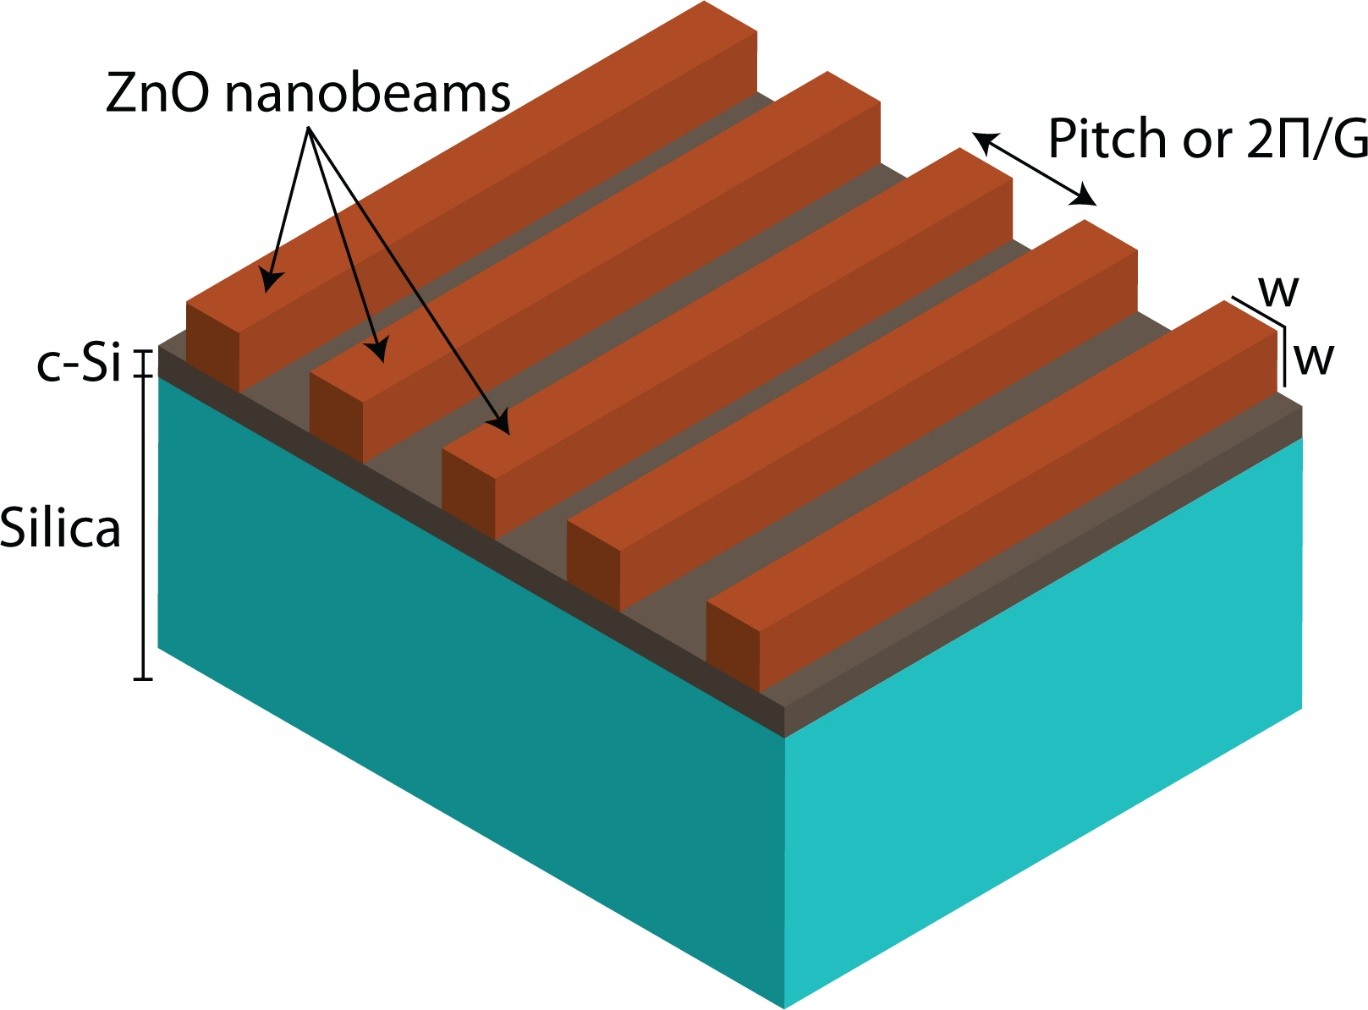 ZnO nanobeams
Pitch or 2Π/G
w
w
c-Si
Silica